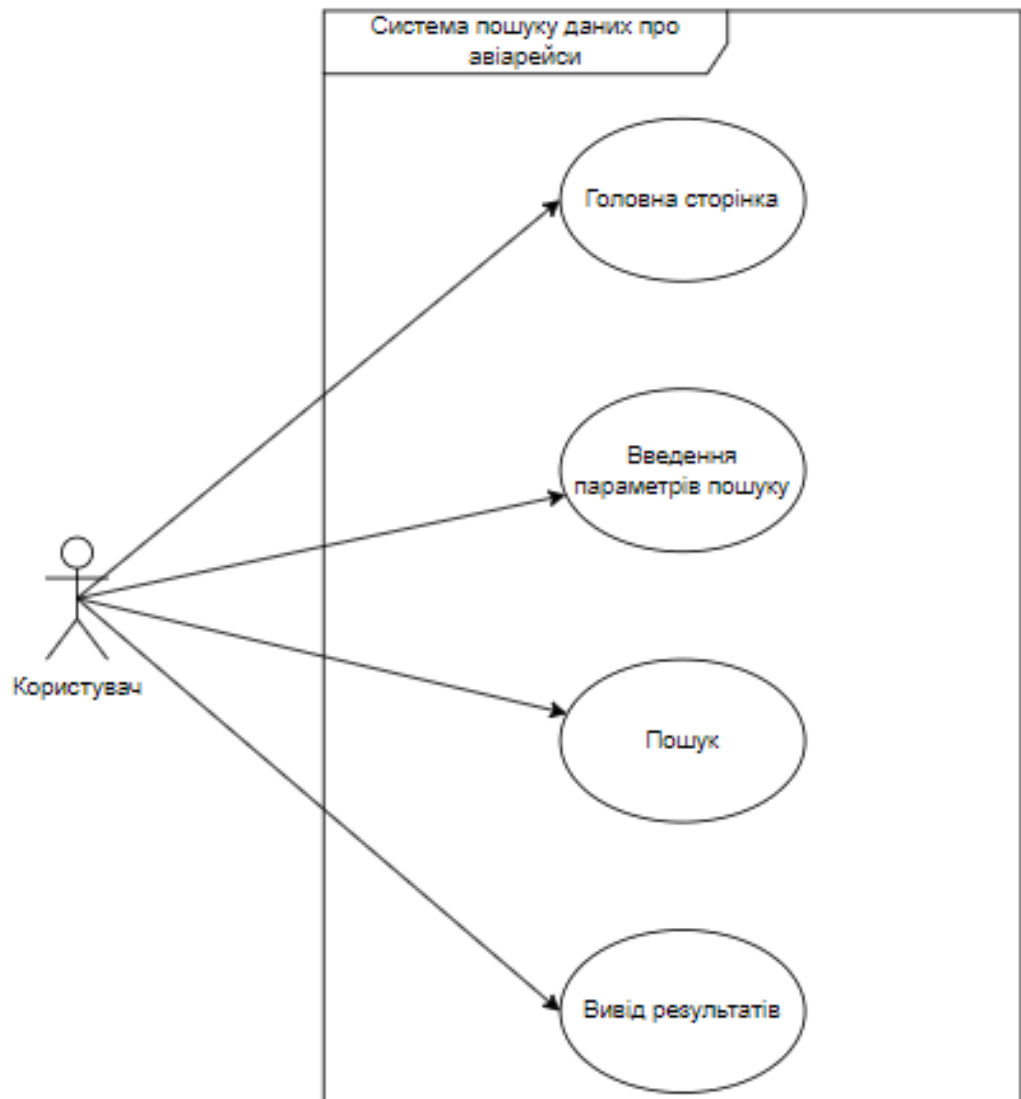 Система пошуку даних про
авіарейси
Головна сторінка
Введення
параметрів пошуку
Користувач
Пошук
Вивід результатів